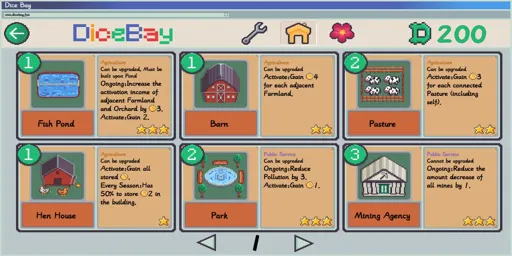 Dice Bay
DiceBay
200
1
Fish Pond
Agriculture
Can be upgraded, Must be
built upon Pond
Ongoing:Increase the
activation income of
adjacent Farmland
and Orchard by 3,
Activate:Gain 2.
1
Barn
Agriculture
Can be upgraded
Activate:Gain 4
for each adjacent
Farmland,
2
Pasture
Agriculture
Can be upgraded
Activate:Gain 3
for each connected
Pasture (including
self).
1
Hen House
Agriculture
Can be upgraded
Activate:Gain all
stored .
Every Season:Has
50% to store 2 in
the building,
2
Park
Public Service
Can be upgraded
Ongoing:Reduce
Pollution by 3.
Activate:Gain 1.
3
Mining Agency
Public Service
Cannot be upgraded
Ongoing:Reduce the
amount decrease of
all mines by 1.
1